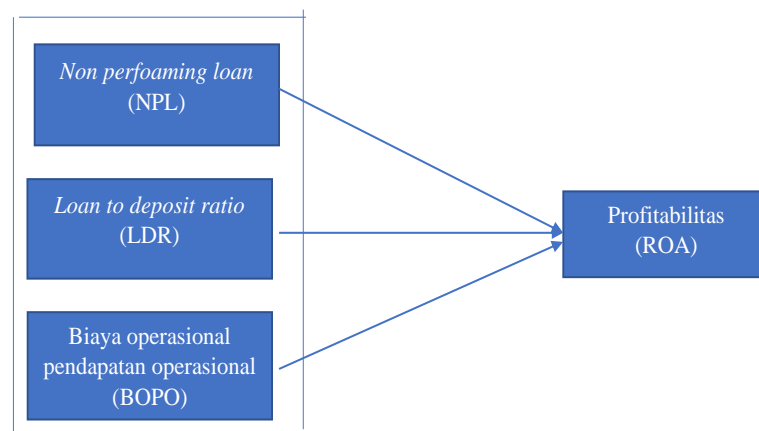 Non perfoaming loan
(NPL)
Loan to deposit ratio
(LDR)
Biaya operasional
pendapatan operasional
(BOPO)
Profitabilitas
(ROA)